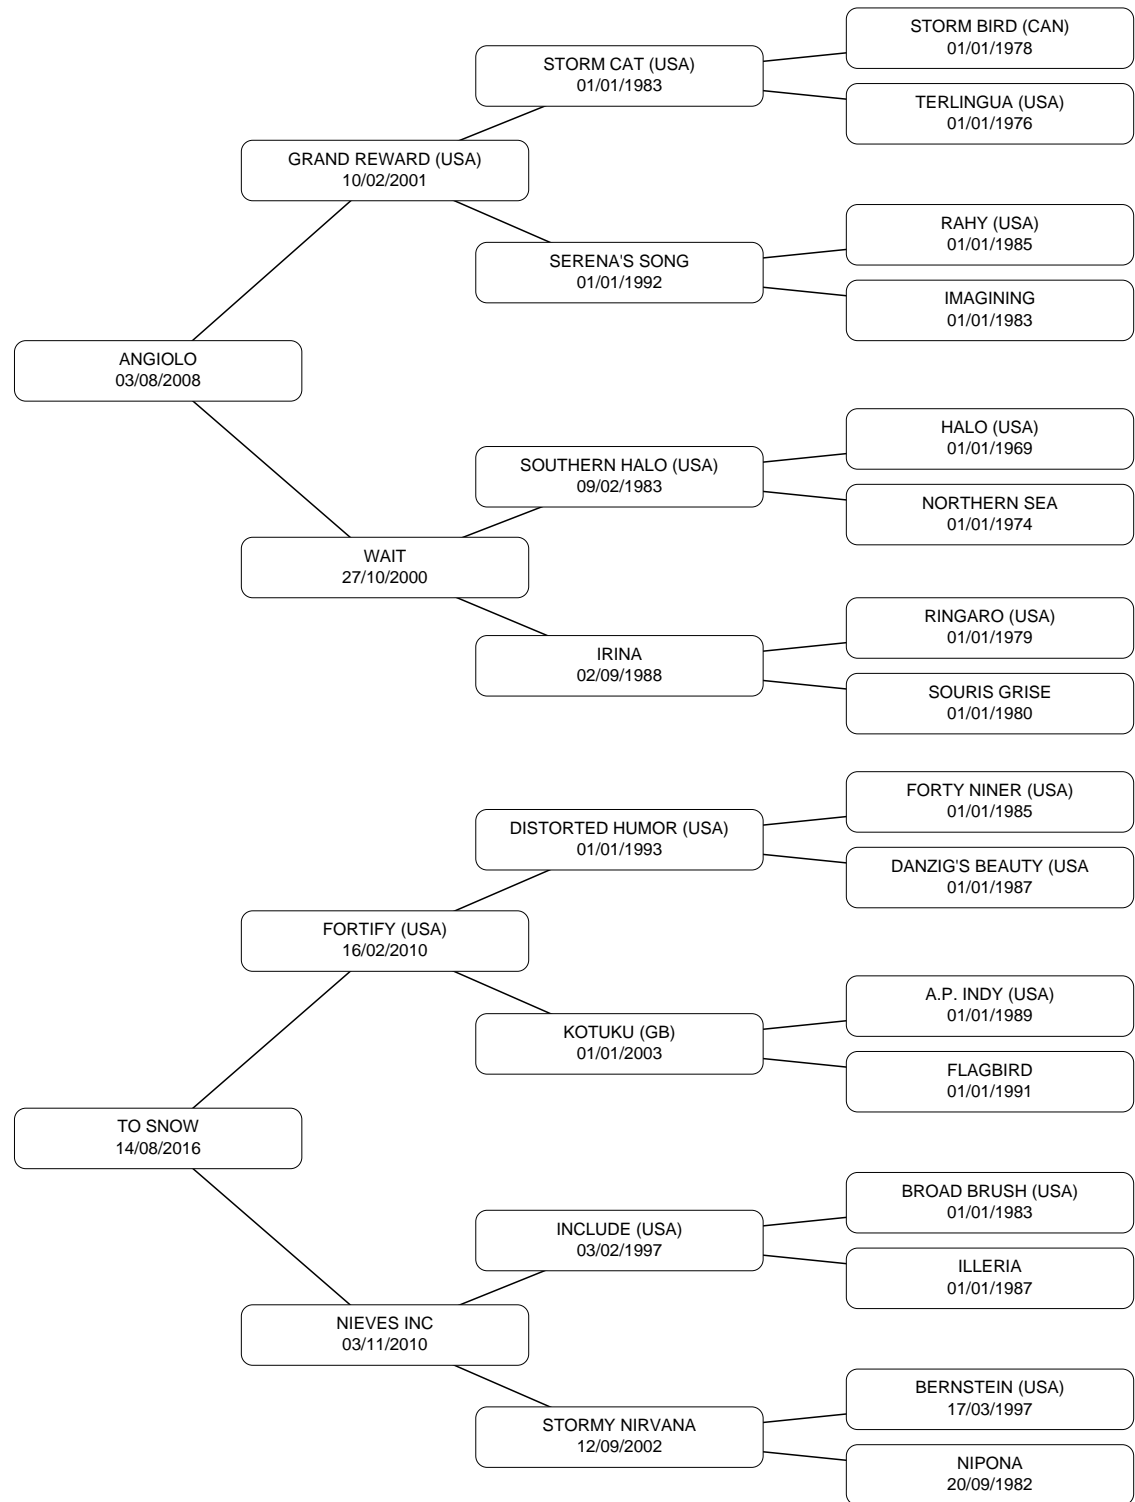 STORM BIRD (CAN)
01/01/1978
STORM CAT (USA)
01/01/1983
TERLINGUA (USA)
01/01/1976
GRAND REWARD (USA)
10/02/2001
RAHY (USA)
01/01/1985
SERENA'S SONG
01/01/1992
IMAGINING
01/01/1983
ANGIOLO
03/08/2008
HALO (USA)
01/01/1969
SOUTHERN HALO (USA)
09/02/1983
NORTHERN SEA
01/01/1974
WAIT
27/10/2000
RINGARO (USA)
01/01/1979
IRINA
02/09/1988
SOURIS GRISE
01/01/1980
FORTY NINER (USA)
01/01/1985
DISTORTED HUMOR (USA)
01/01/1993
DANZIG'S BEAUTY (USA
01/01/1987
FORTIFY (USA)
16/02/2010
A.P. INDY (USA)
01/01/1989
KOTUKU (GB)
01/01/2003
FLAGBIRD
01/01/1991
TO SNOW
14/08/2016
BROAD BRUSH (USA)
01/01/1983
INCLUDE (USA)
03/02/1997
ILLERIA
01/01/1987
NIEVES INC
03/11/2010
BERNSTEIN (USA)
17/03/1997
STORMY NIRVANA
12/09/2002
NIPONA
20/09/1982